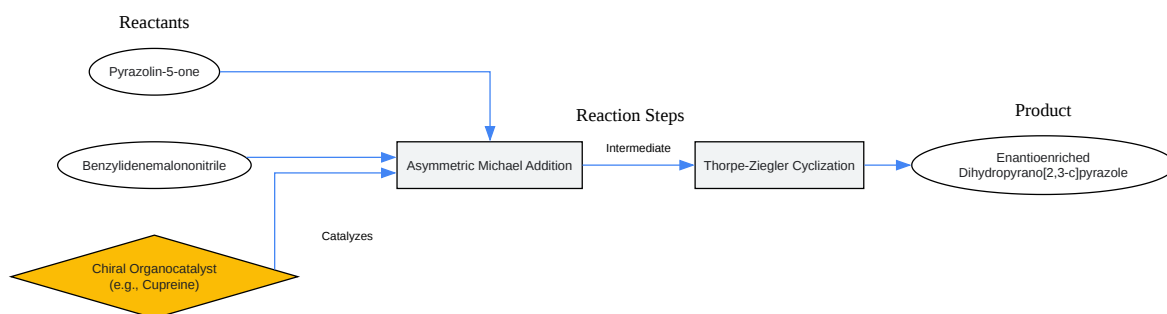 Reactants
Pyrazolin-5-one
Reaction Steps
Product
Benzylidenemalononitrile
Asymmetric Michael Addition
Intermediate
Thorpe-Ziegler Cyclization
Enantioenriched
Dihydropyrano[2,3-c]pyrazole
Catalyzes
Chiral Organocatalyst
(e.g., Cupreine)